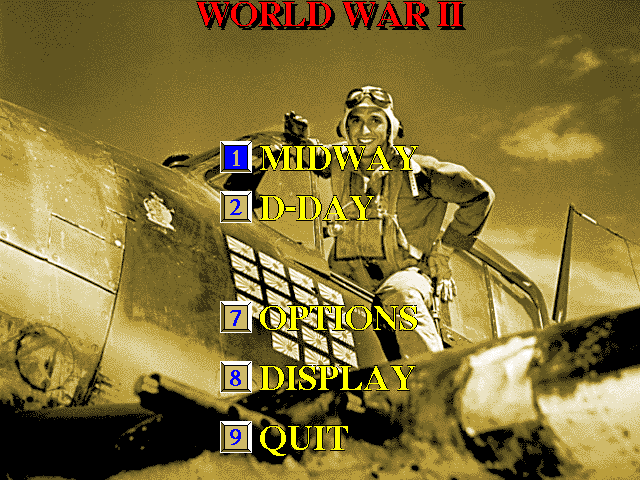 WORLD WAR II
1 MIDWAY
2 D-DAY
7 OPTIONS
8 DISPLAY
9 QUIT